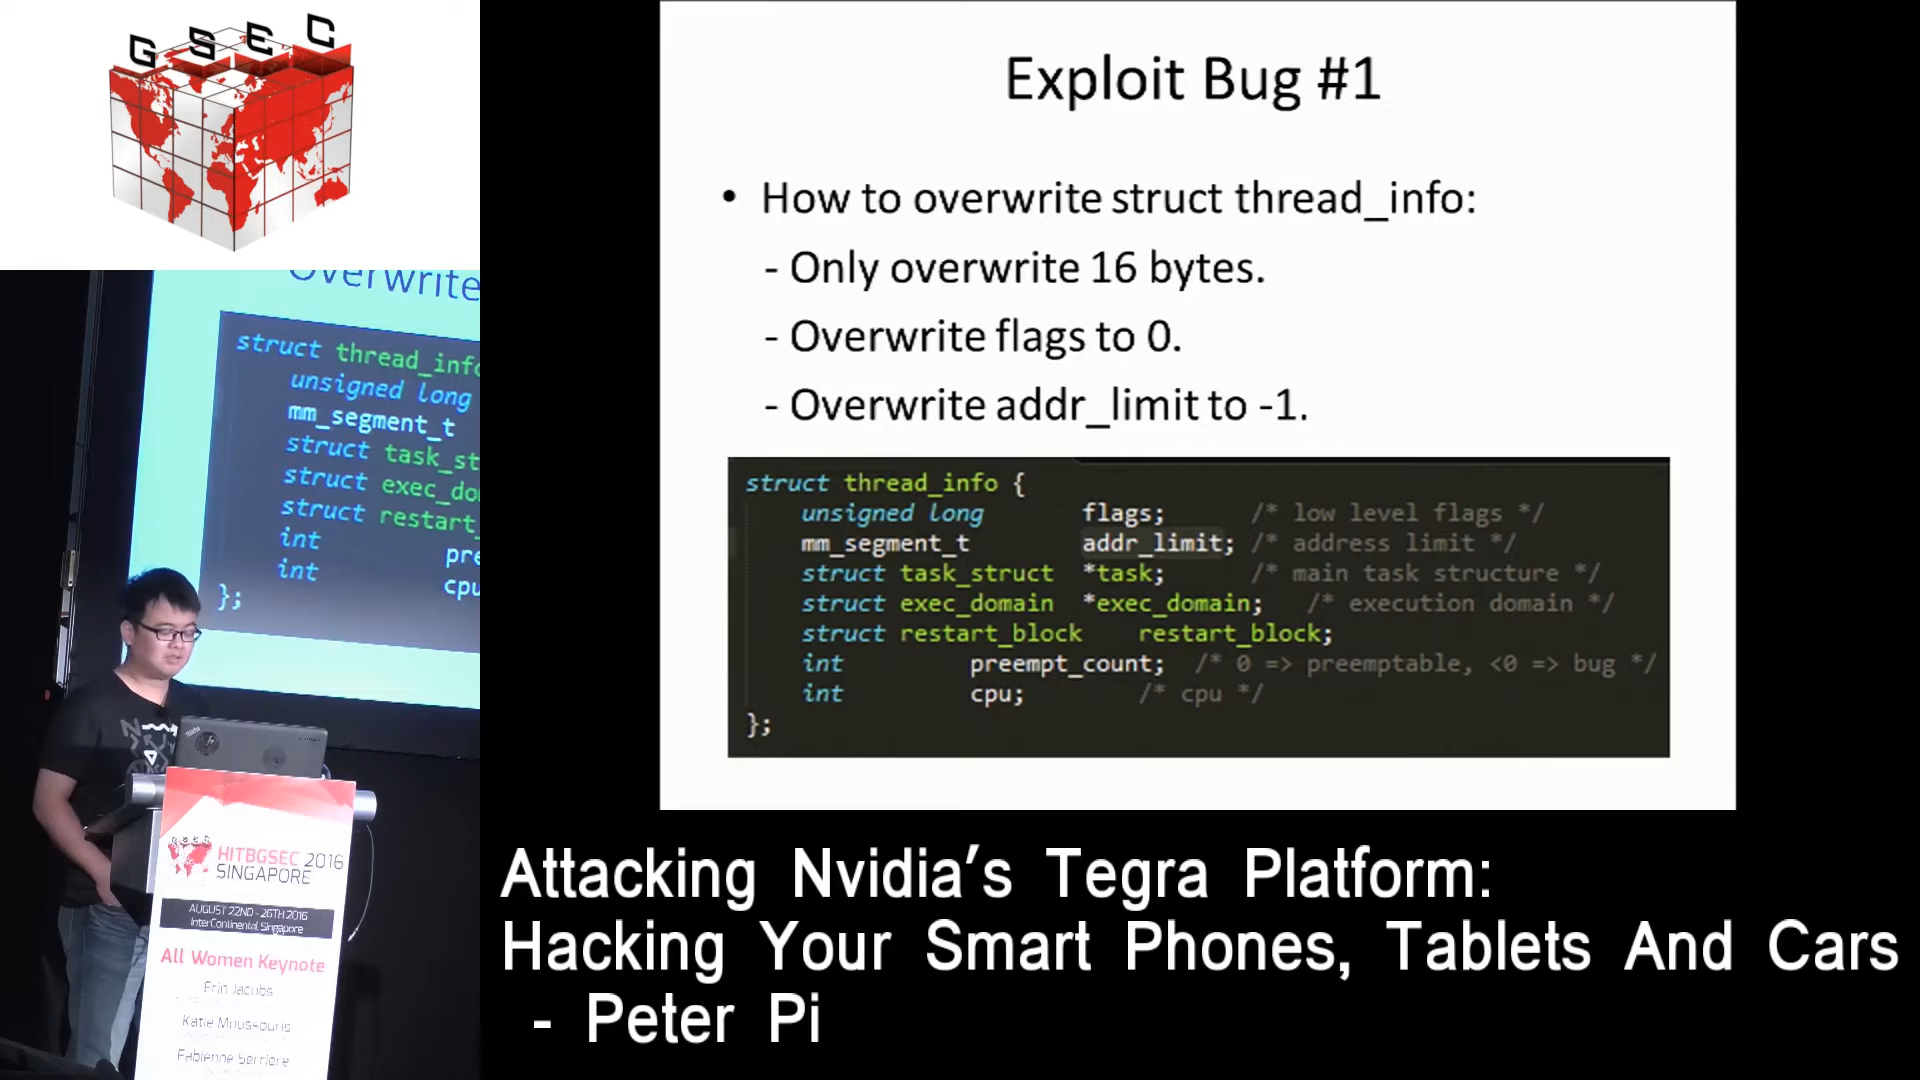 G S E C
Exploit Bug #1
• How to overwrite struct thread_info:
- Only overwrite 16 bytes.
- Overwrite flags to 0.
- Overwrite addr_limit to -1.
struct thread_info {
unsigned long flags; /* low level flags */
mm_segment_t addr_limit; /* address limit */
struct task_struct *task; /* main task structure */
struct exec_domain *exec_domain; /* execution domain */
struct restart_block restart_block;
int preempt_count; /* 0 => preemptable, <0 => bug */
int cpu; /* cpu */
};
Overwrite
struct thread_info
unsigned long
mm_segment_t
struct task_st
struct exec_do
struct restart_
int pre
int cpu
};
HITBGSEC 2016
SINGAPORE
AUGUST 22ND - 26TH 2016
InterContinental, Singapore
All Women Keynote
Erin Jacobs
Katie Moussouris
Fabienne Serriere
Attacking Nvidia's Tegra Platform:
Hacking Your Smart Phones, Tablets And Cars
- Peter Pi